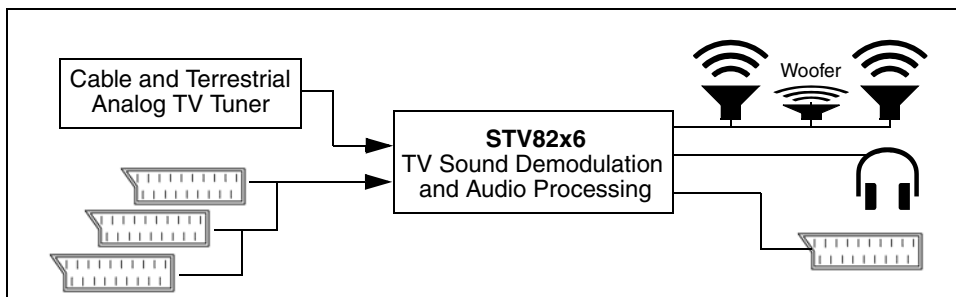 Cable and Terrestrial
Analog TV Tuner
STV82x6
TV Sound Demodulation
and Audio Processing
Woofer